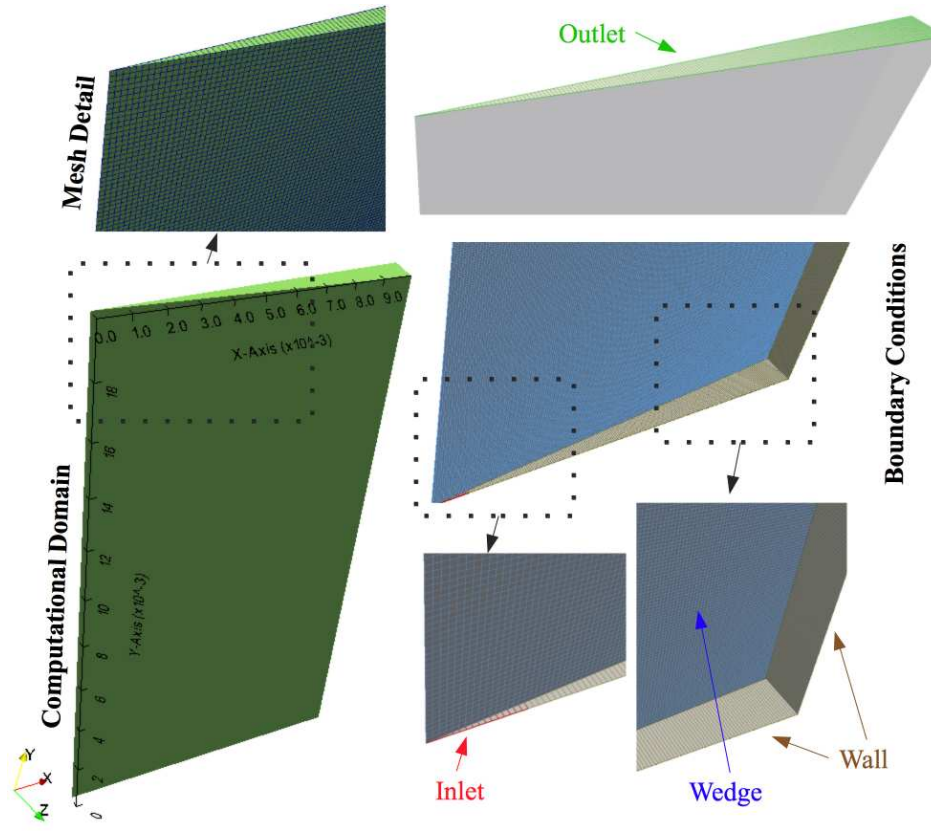 Outlet
Mesh Detail
0.0 1.0 2.0 3.0 4.0 5.0 6.0 7.0 8.0 9.0
X-Axis (x10^-3)
18
16
14
12
10
8
6
4
2
0
Y-Axis (x10^-3)
Computational Domain
Boundary Conditions
Y
X
Z
Inlet
Wedge
Wall